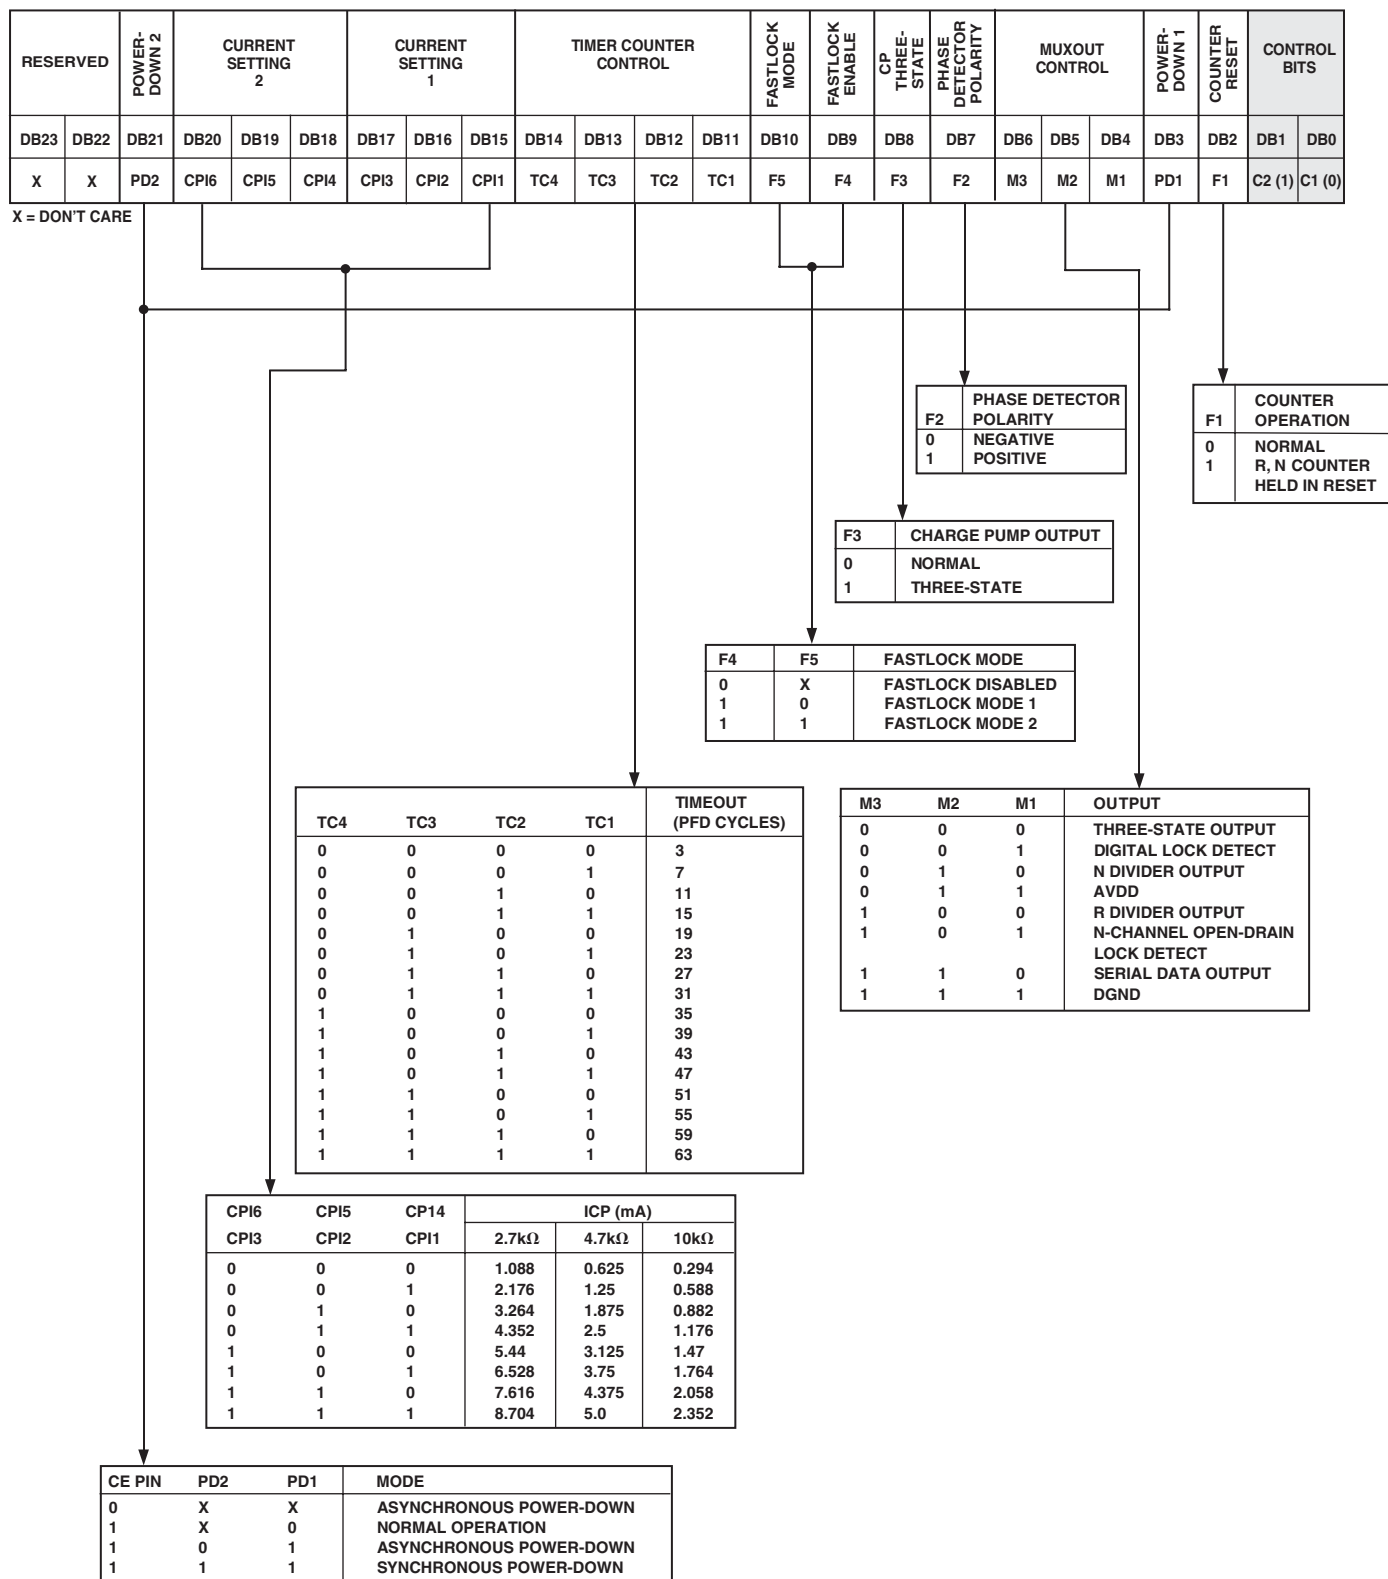 RESERVED
POWER-DOWN 2
CURRENT SETTING 2
CURRENT SETTING 1
TIMER COUNTER CONTROL
FASTLOCK MODE
FASTLOCK ENABLE
CP THREE-STATE
PHASE DETECTOR POLARITY
MUXOUT CONTROL
POWER-DOWN 1
COUNTER RESET
CONTROL BITS
DB23 DB22 DB21 DB20 DB19 DB18 DB17 DB16 DB15 DB14 DB13 DB12 DB11 DB10 DB9 DB8 DB7 DB6 DB5 DB4 DB3 DB2 DB1 DB0
X X PD2 CPI6 CPI5 CPI4 CPI3 CPI2 CPI1 TC4 TC3 TC2 TC1 F5 F4 F3 F2 M3 M2 M1 PD1 F1 C2 (1) C1 (0)
X = DON'T CARE
PHASE DETECTOR
F2 POLARITY
0 NEGATIVE
1 POSITIVE
COUNTER
F1 OPERATION
0 NORMAL
1 R, N COUNTER
HELD IN RESET
F3 CHARGE PUMP OUTPUT
0 NORMAL
1 THREE-STATE
F4 F5 FASTLOCK MODE
0 X FASTLOCK DISABLED
1 0 FASTLOCK MODE 1
1 1 FASTLOCK MODE 2
TIMEOUT
TC4 TC3 TC2 TC1 (PFD CYCLES)
0 0 0 0 3
0 0 0 1 7
0 0 1 0 11
0 0 1 1 15
0 1 0 0 19
0 1 0 1 23
0 1 1 0 27
0 1 1 1 31
1 0 0 0 35
1 0 0 1 39
1 0 1 0 43
1 0 1 1 47
1 1 0 0 51
1 1 0 1 55
1 1 1 0 59
1 1 1 1 63
M3 M2 M1 OUTPUT
0 0 0 THREE-STATE OUTPUT
0 0 1 DIGITAL LOCK DETECT
0 1 0 N DIVIDER OUTPUT
0 1 1 AVDD
1 0 0 R DIVIDER OUTPUT
1 0 1 N-CHANNEL OPEN-DRAIN
LOCK DETECT
1 1 0 SERIAL DATA OUTPUT
1 1 1 DGND
CPI6 CPI5 CP14 ICP (mA)
CPI3 CPI2 CPI1 2.7kΩ 4.7kΩ 10kΩ
0 0 0 1.088 0.625 0.294
0 0 1 2.176 1.25 0.588
0 1 0 3.264 1.875 0.882
0 1 1 4.352 2.5 1.176
1 0 0 5.44 3.125 1.47
1 0 1 6.528 3.75 1.764
1 1 0 7.616 4.375 2.058
1 1 1 8.704 5.0 2.352
CE PIN PD2 PD1 MODE
0 X X ASYNCHRONOUS POWER-DOWN
1 X 0 NORMAL OPERATION
1 0 1 ASYNCHRONOUS POWER-DOWN
1 1 1 SYNCHRONOUS POWER-DOWN